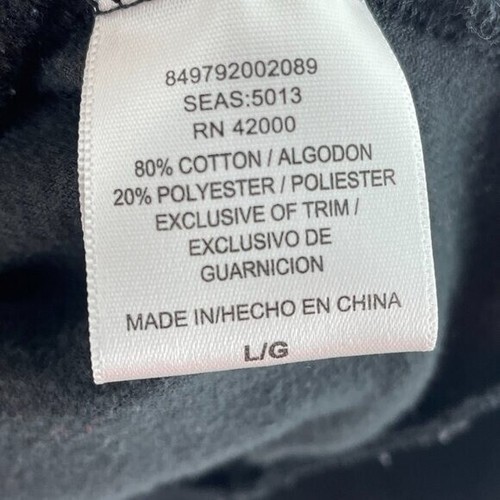 849792002089
SEAS:5013
RN 42000
80% COTTON / ALGODON
20% POLYESTER / POLIESTER
EXCLUSIVE OF TRIM /
EXCLUSIVO DE
GUARNICION
MADE IN/HECHO EN CHINA
L/G